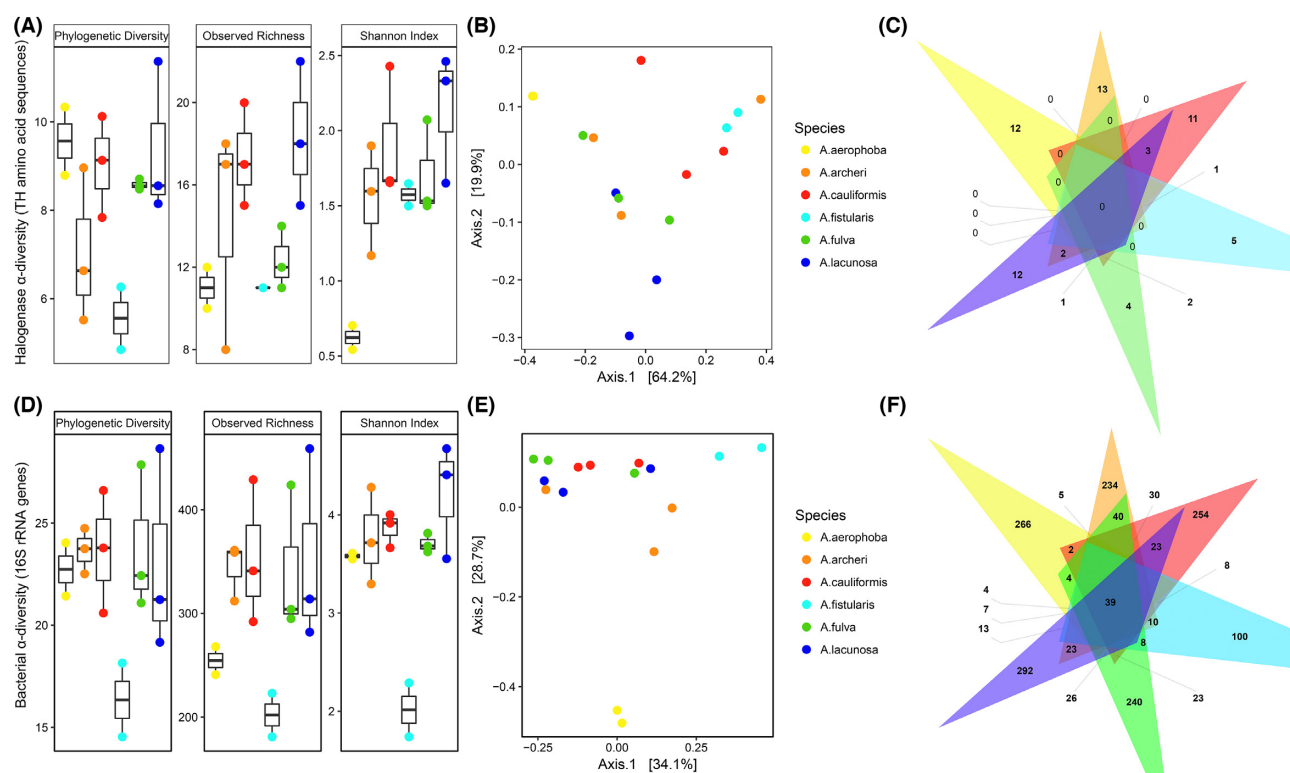 (A)
Phylogenetic Diversity
Observed Richness
Shannon Index
Halogenase α-diversity (TH amino acid sequences)
10
8
6
20
16
12
8
2.5
2.0
1.5
1.0
0.5
(B)
0.2
0.1
0.0
−0.1
−0.2
−0.3
Axis.2 [19.9%]
−0.4
−0.2
0.0
0.2
0.4
Axis.1 [64.2%]
Species
A.aerophoba
A.archeri
A.cauliformis
A.fistularis
A.fulva
A.lacunosa
(C)
13
0
0
0
11
12
3
0
1
0
0
0
0
0
0
5
0
12
2
1
4
2
(D)
Phylogenetic Diversity
Observed Richness
Shannon Index
Bacterial α-diversity (16S rRNA genes)
25
20
15
400
300
200
4
3
2
(E)
0.0
−0.2
−0.4
Axis.2 [28.7%]
−0.25
0.00
0.25
Axis.1 [34.1%]
Species
A.aerophoba
A.archeri
A.cauliformis
A.fistularis
A.fulva
A.lacunosa
(F)
234
5
30
40
254
266
2
23
4
8
4
7
39
13
10
100
23
8
292
26
240
23